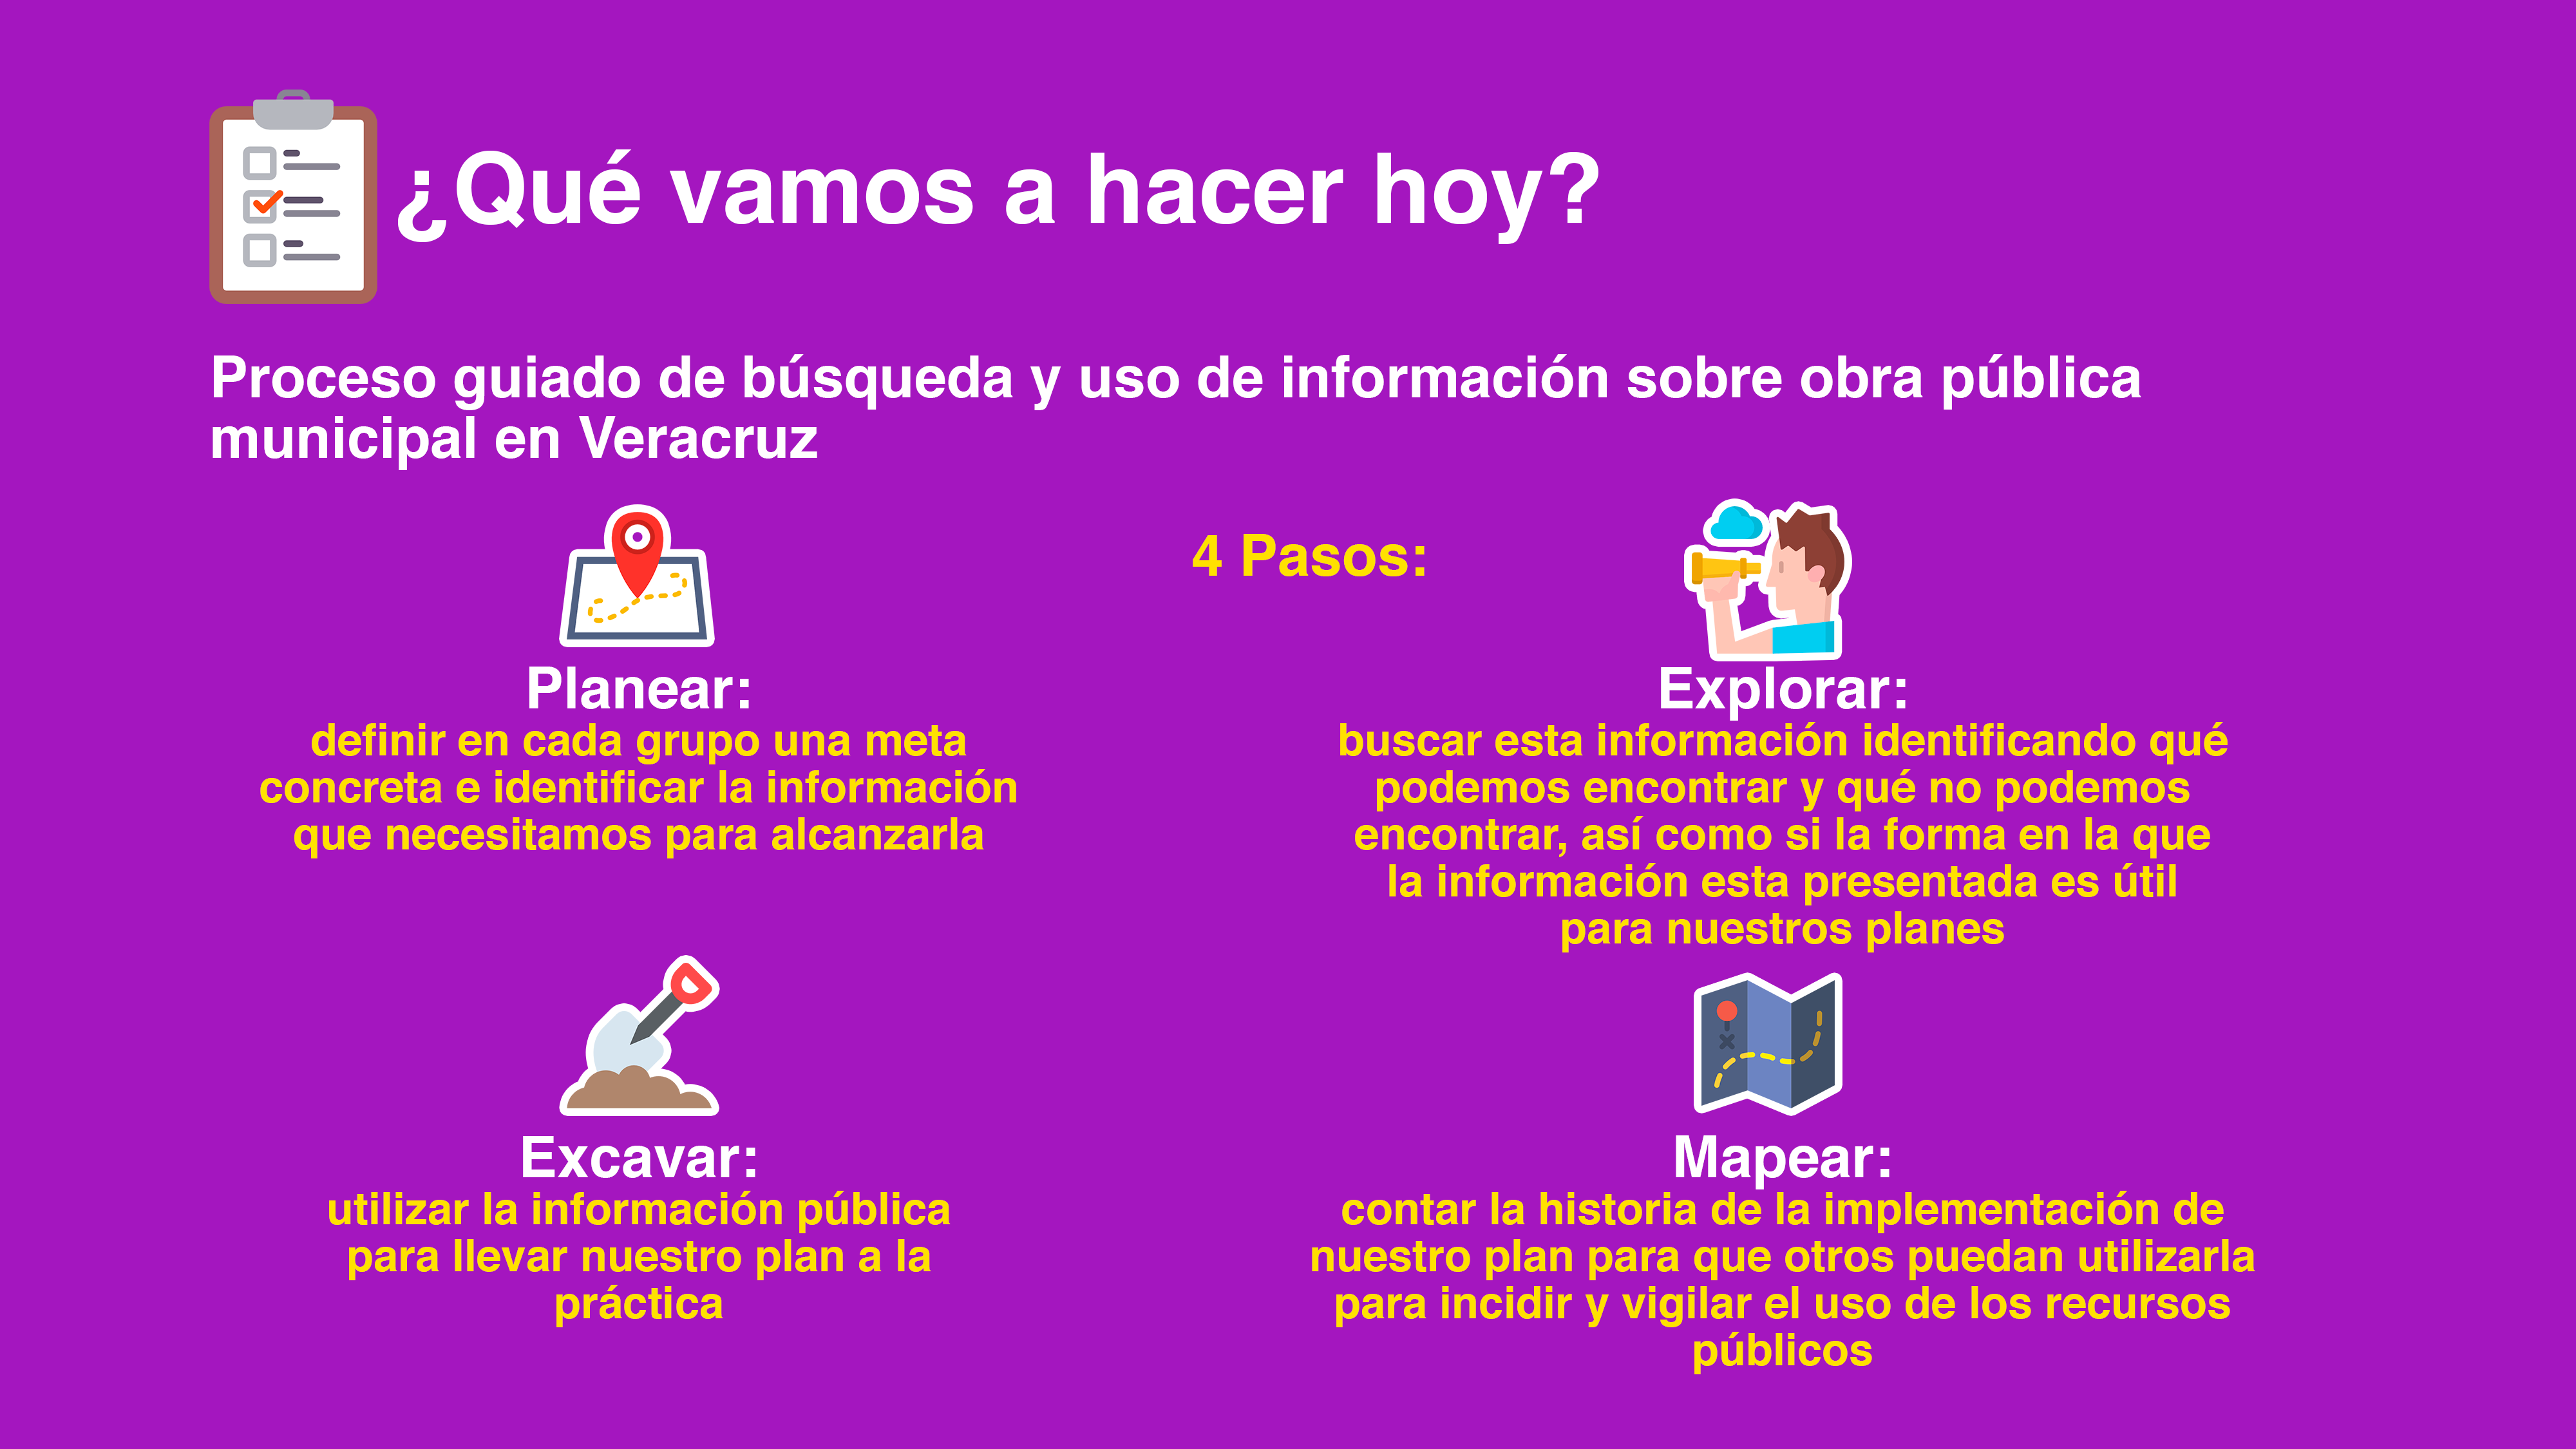 ¿Qué vamos a hacer hoy?
Proceso guiado de búsqueda y uso de información sobre obra pública
municipal en Veracruz
4 Pasos:
Planear:
definir en cada grupo una meta
concreta e identificar la información
que necesitamos para alcanzarla
Explorar:
buscar esta información identificando qué
podemos encontrar y qué no podemos
encontrar, así como si la forma en la que
la información esta presentada es útil
para nuestros planes
Excavar:
utilizar la información pública
para llevar nuestro plan a la
práctica
Mapear:
contar la historia de la implementación de
nuestro plan para que otros puedan utilizarla
para incidir y vigilar el uso de los recursos
públicos